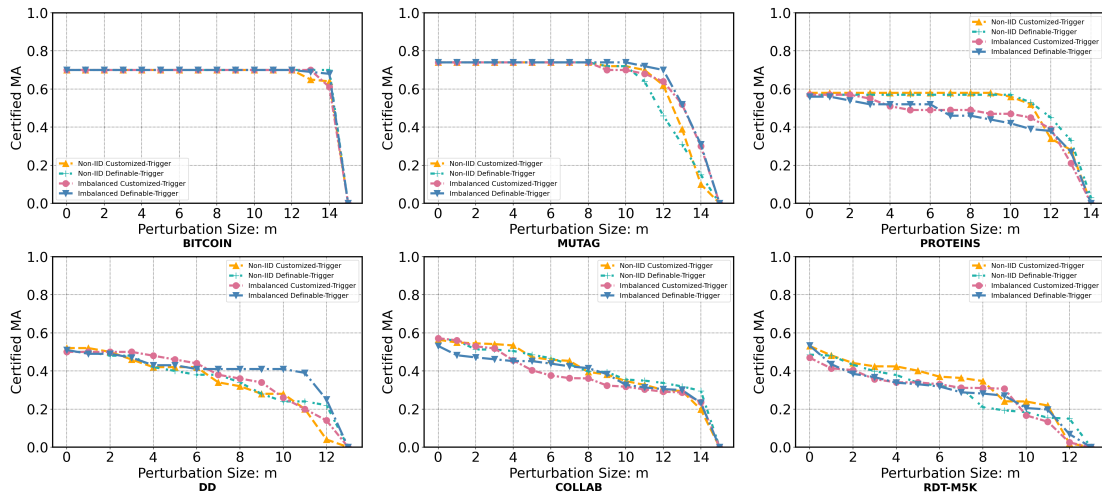 1.0
0.8
0.6
0.4
0.2
0.0
Certified MA
Non-IID Customized-Trigger
Non-IID Definable-Trigger
Imbalanced Customized-Trigger
Imbalanced Definable-Trigger
0 2 4 6 8 10 12 14
Perturbation Size: m
BITCOIN
1.0
0.8
0.6
0.4
0.2
0.0
Certified MA
Non-IID Customized-Trigger
Non-IID Definable-Trigger
Imbalanced Customized-Trigger
Imbalanced Definable-Trigger
0 2 4 6 8 10 12 14
Perturbation Size: m
MUTAG
1.0
0.8
0.6
0.4
0.2
0.0
Certified MA
Non-IID Customized-Trigger
Non-IID Definable-Trigger
Imbalanced Customized-Trigger
Imbalanced Definable-Trigger
0 2 4 6 8 10 12 14
Perturbation Size: m
PROTEINS
1.0
0.8
0.6
0.4
0.2
0.0
Certified MA
Non-IID Customized-Trigger
Non-IID Definable-Trigger
Imbalanced Customized-Trigger
Imbalanced Definable-Trigger
0 2 4 6 8 10 12
Perturbation Size: m
DD
1.0
0.8
0.6
0.4
0.2
0.0
Certified MA
Non-IID Customized-Trigger
Non-IID Definable-Trigger
Imbalanced Customized-Trigger
Imbalanced Definable-Trigger
0 2 4 6 8 10 12 14
Perturbation Size: m
COLLAB
1.0
0.8
0.6
0.4
0.2
0.0
Certified MA
Non-IID Customized-Trigger
Non-IID Definable-Trigger
Imbalanced Customized-Trigger
Imbalanced Definable-Trigger
0 2 4 6 8 10 12
Perturbation Size: m
RDT-M5K